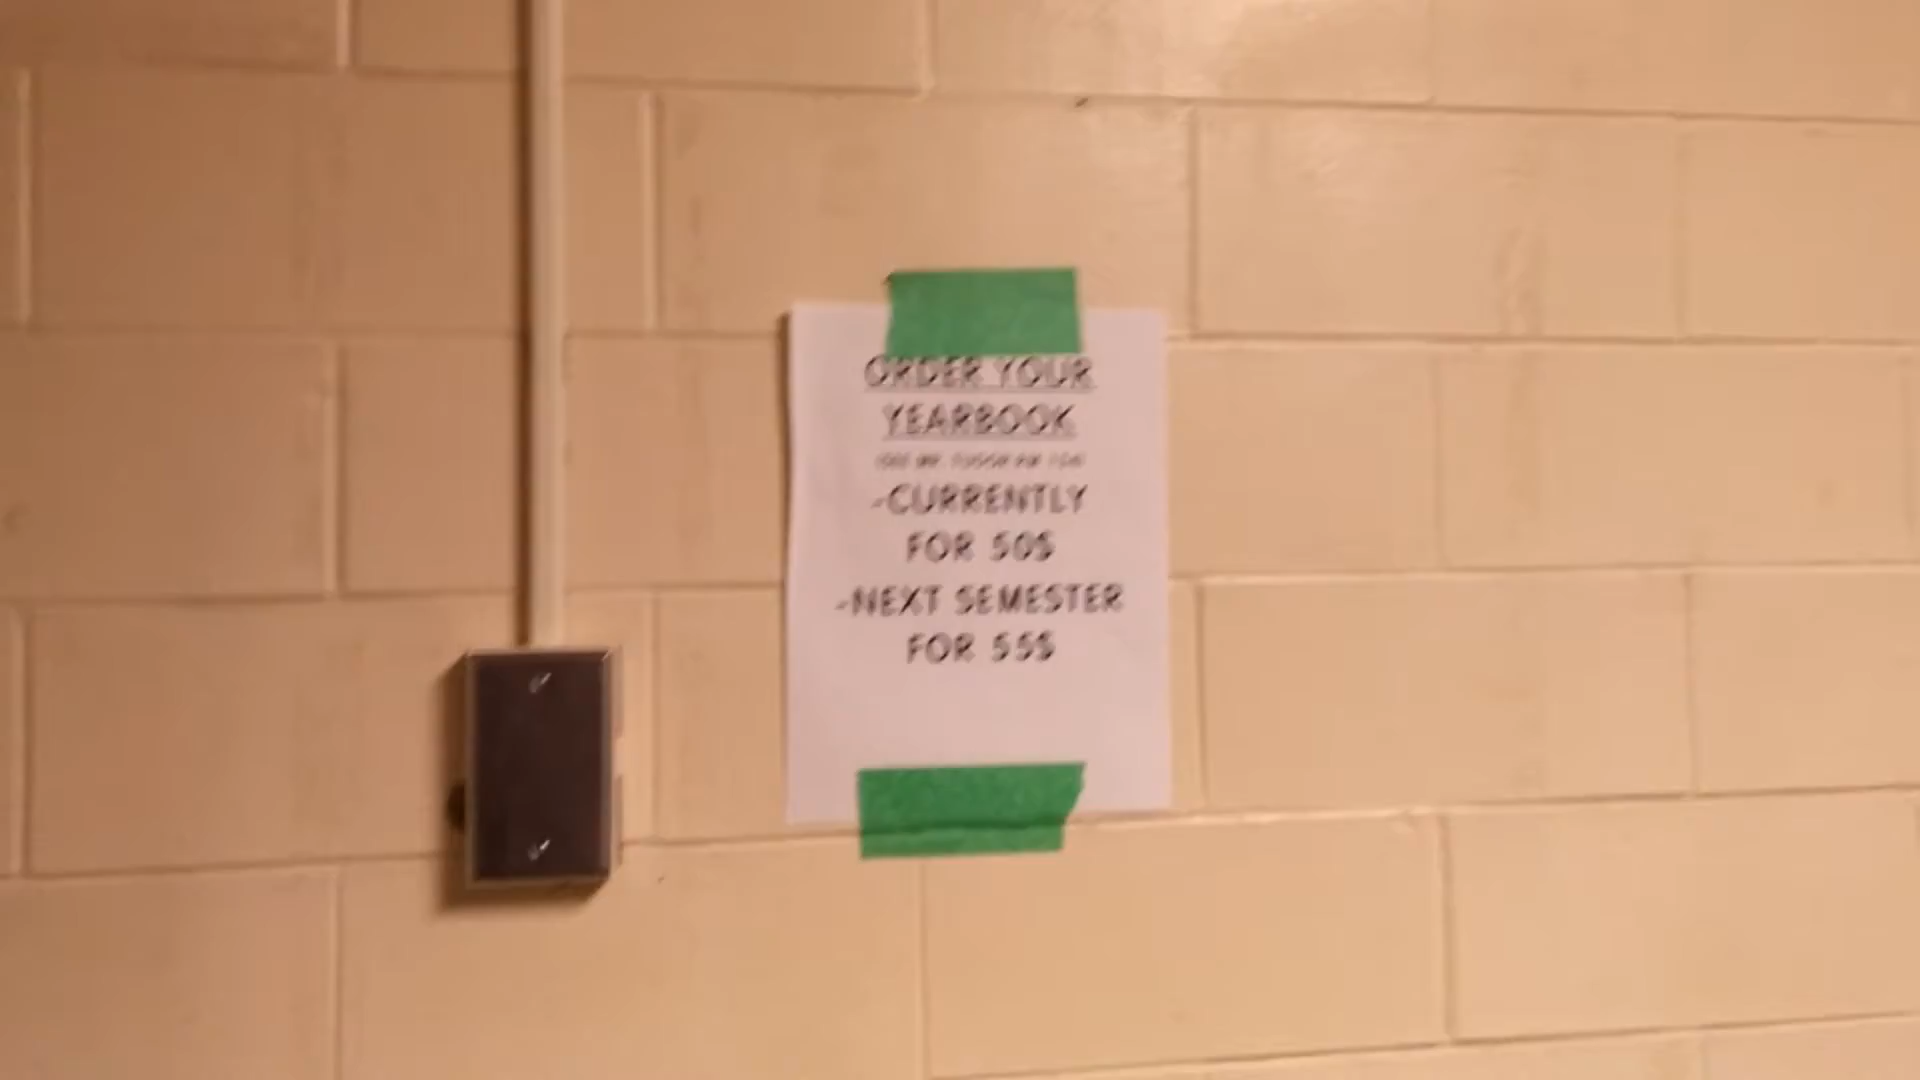 ORDER YOUR
YEARBOOK
-CURRENTLY
FOR 50$
-NEXT SEMESTER
FOR 55$